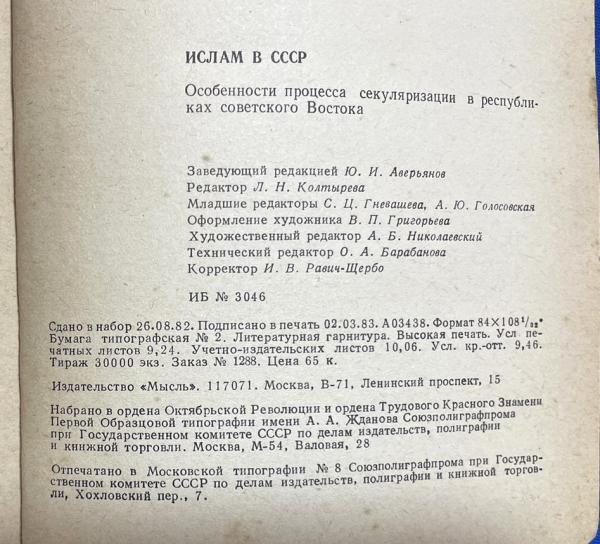 ИСЛАМ В СССР
Особенности процесса секуляризации в республи-
ках советского Востока
Заведующий редакцией Ю. И. Аверьянов
Редактор Л. Н. Колтырева
Младшие редакторы С. Ц. Гневашева, А. Ю. Голосовская
Оформление художника В. П. Григорьева
Художественный редактор А. Б. Николаевский
Технический редактор О. А. Барабанова
Корректор И. В. Равич-Щербо
ИБ № 3046
Сдано в набор 26.08.82. Подписано в печать 02.03.83. А03438. Формат 84×108¹/₃₂.
Бумага типографская № 2. Литературная гарнитура. Высокая печать. Усл пе-
чатных листов 9,24. Учетно-издательских листов 10,06. Усл. кр.-отт. 9,46.
Тираж 30000 экз. Заказ № 1288. Цена 65 к.
Издательство «Мысль». 117071. Москва, В-71, Ленинский проспект, 15
Набрано в ордена Октябрьской Революции и ордена Трудового Красного Знамени
Первой Образцовой типографии имени А. А. Жданова Союзполиграфпрома
при Государственном комитете СССР по делам издательств, полиграфии
и книжной торговли. Москва, М-54, Валовая, 28
Отпечатано в Московской типографии № 8 Союзполиграфпрома при Государ-
ственном комитете СССР по делам издательств, полиграфии и книжной торгов-
ли, Хохловский пер., 7.